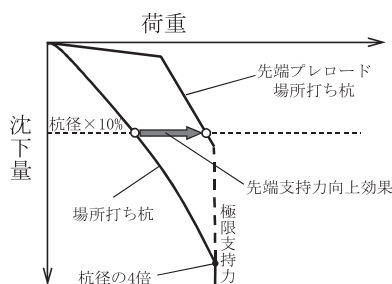 荷重
先端プレロード
場所打ち杭
沈下量
杭径×10%
先端支持力向上効果
場所打ち杭
極限支持力
杭径の4倍